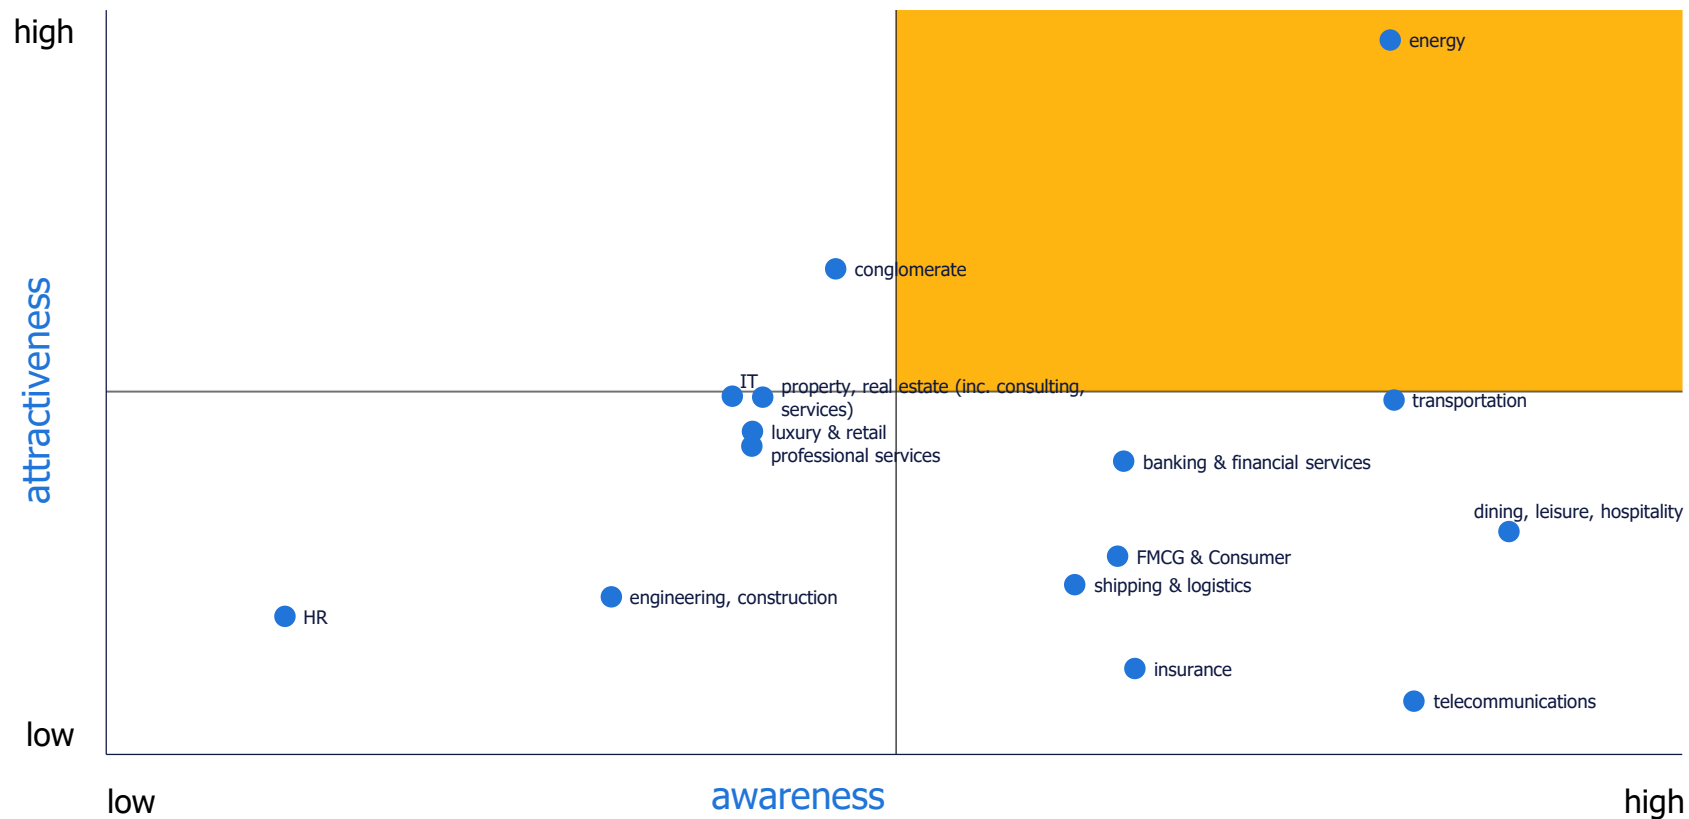 high
energy
conglomerate
attractiveness
IT
property, real estate (inc. consulting,
services)
transportation
luxury & retail
professional services
banking & financial services
dining, leisure, hospitality
FMCG & Consumer
shipping & logistics
engineering, construction
HR
insurance
telecommunications
low
low
awareness
high